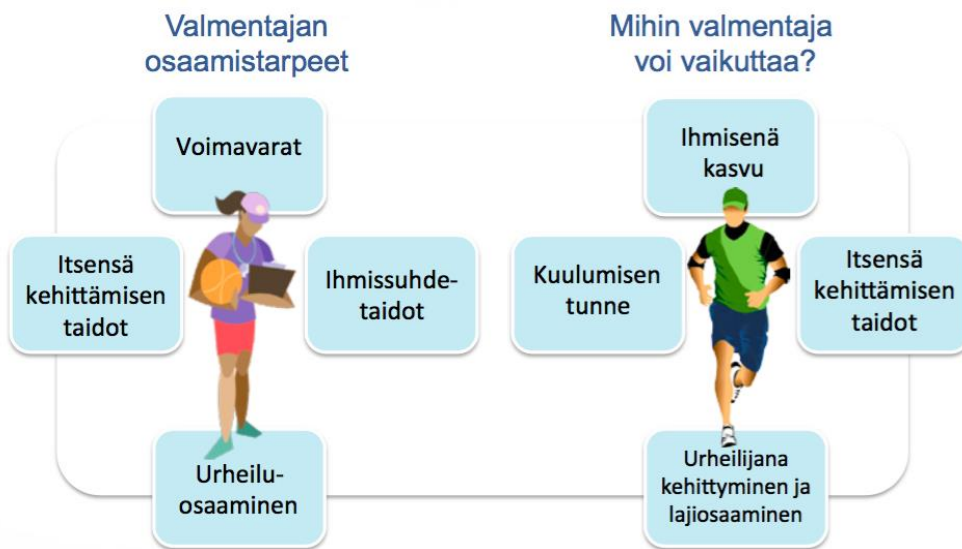 Valmentajan
osaamistarpeet
Voimavarat
Itsensä
kehittämisen
taidot
Ihmissuhde-
taidot
Urheilu-
osaaminen
Mihin valmentaja
voi vaikuttaa?
Ihmisenä
kasvu
Kuulumisen
tunne
Itsensä
kehittämisen
taidot
Urheilijana
kehittyminen ja
lajiosaaminen